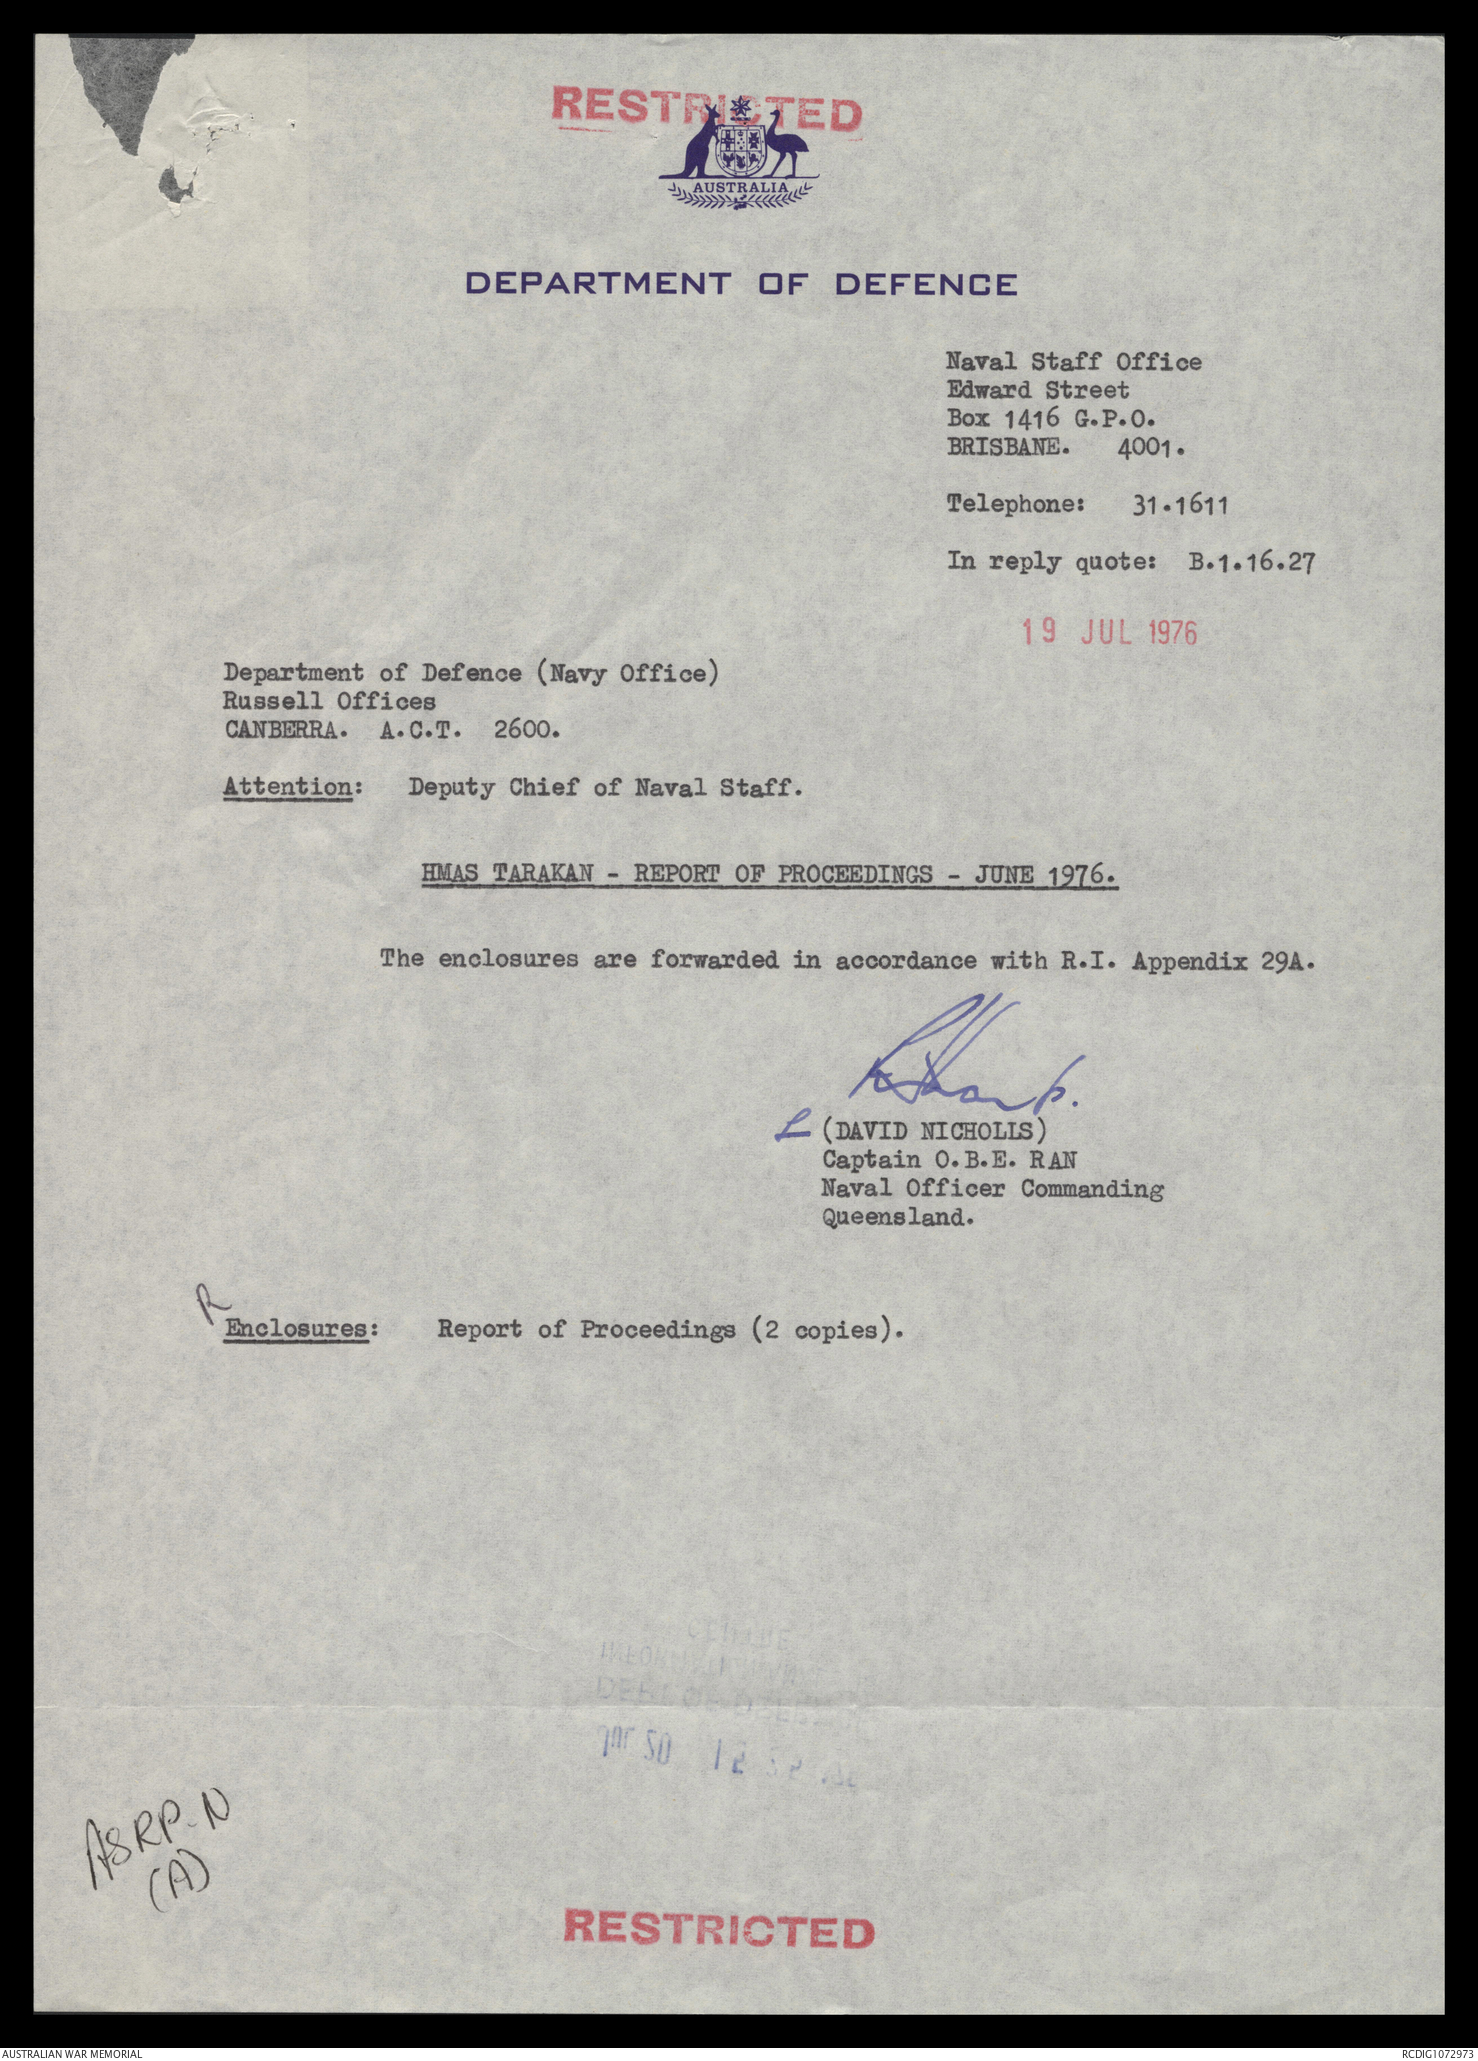 RESTRICTED
AUSTRALIA
DEPARTMENT OF DEFENCE
Naval Staff Office
Edward Street
Box 1416 G.P.O.
BRISBANE. 4001.
Telephone: 31.1611
In reply quote: B.1.16.27
19 JUL 1976
Department of Defence (Navy Office)
Russell Offices
CANBERRA. A.C.T. 2600.
Attention: Deputy Chief of Naval Staff.
HMAS TARAKAN - REPORT OF PROCEEDINGS - JUNE 1976.
The enclosures are forwarded in accordance with R.I. Appendix 29A.
(DAVID NICHOLLS)
Captain O.B.E. RAN
Naval Officer Commanding
Queensland.
R
Enclosures: Report of Proceedings (2 copies).
ASRP-N
(A)
RESTRICTED
AUSTRALIAN WAR MEMORIAL
RCDIG1072973